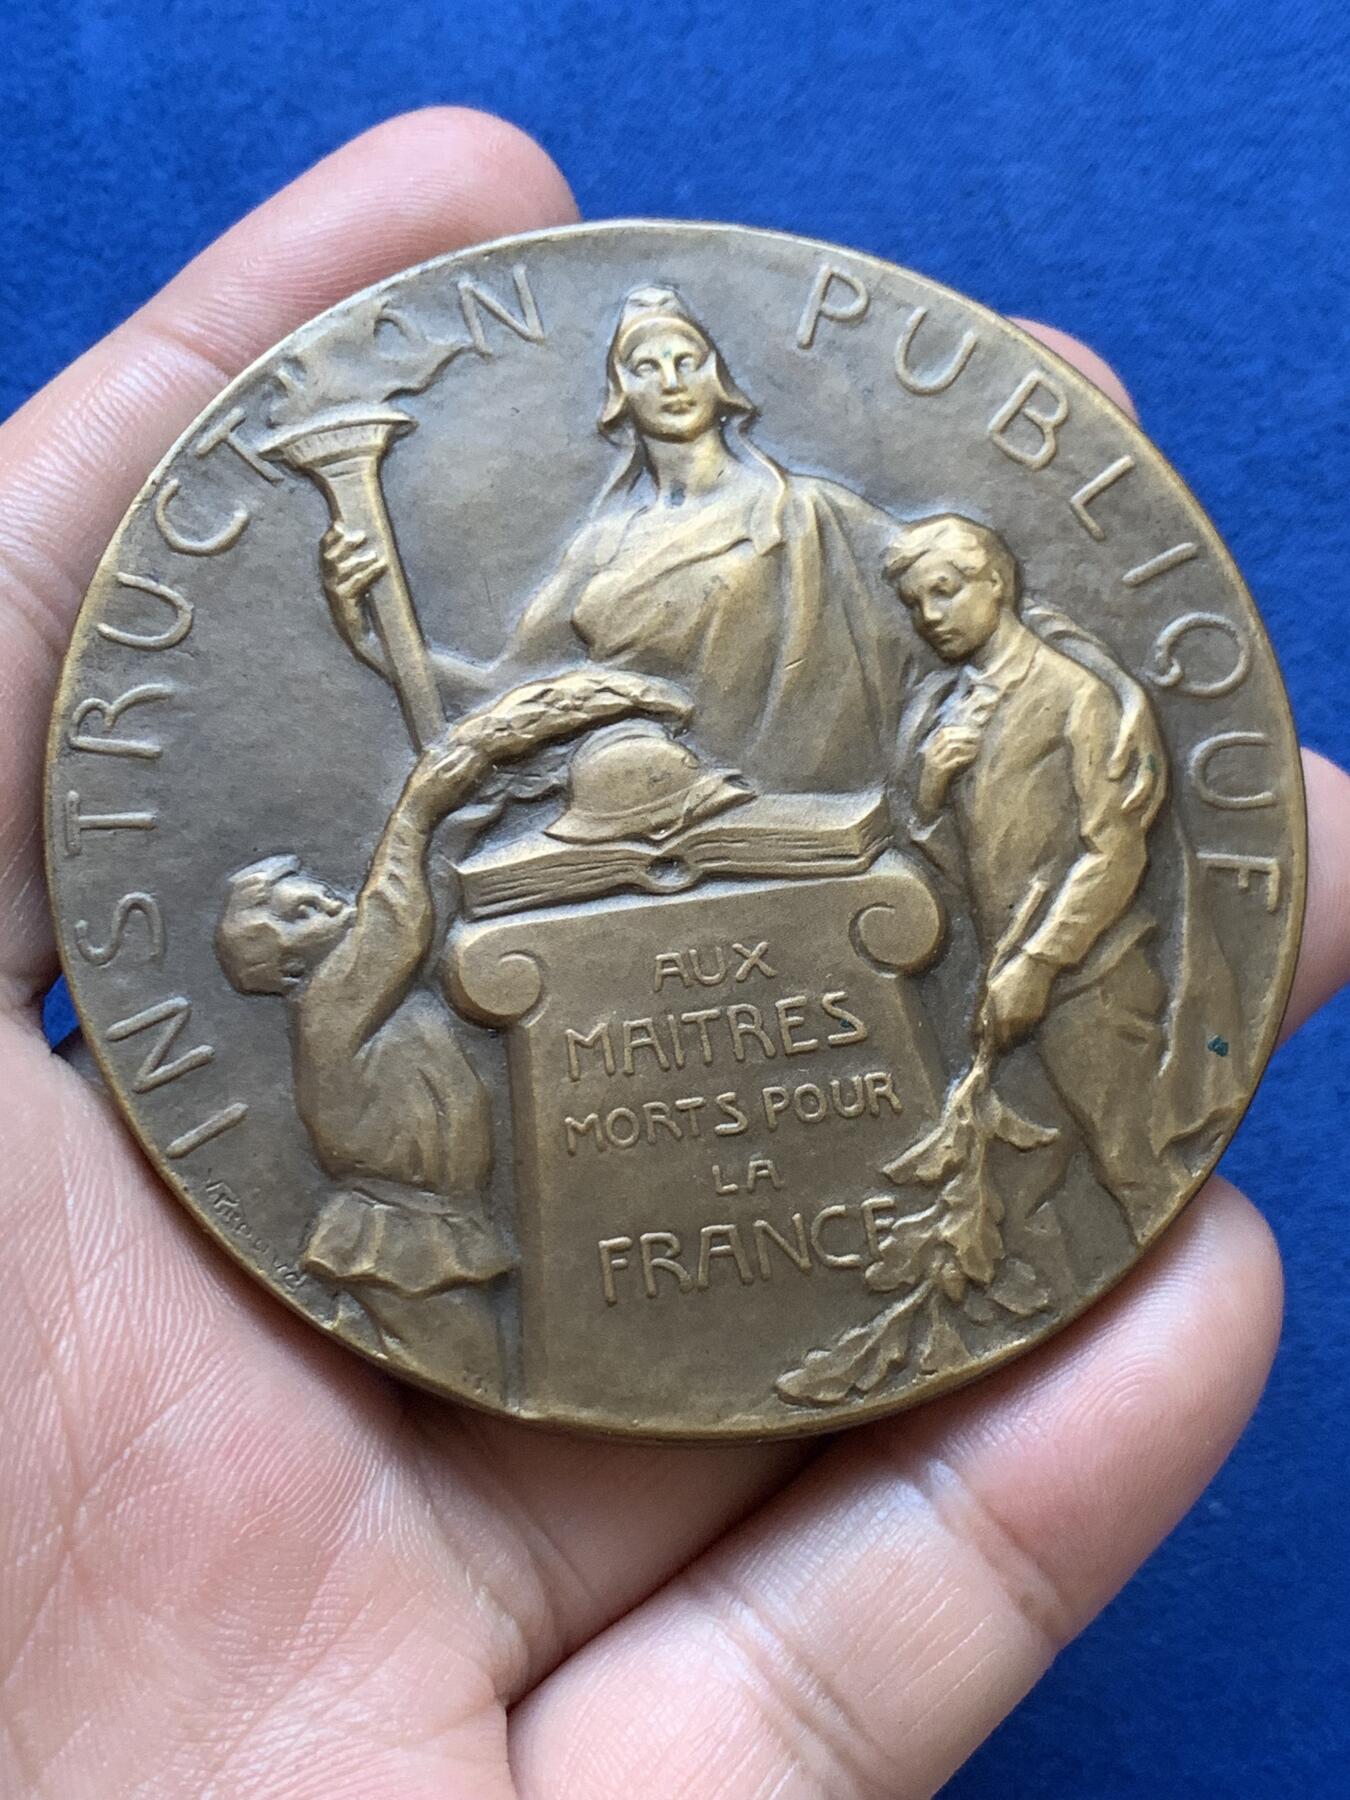 INSTRUCTION PUBLIQUE
AUX
MAITRES
MORTS POUR
LA
FRANCE